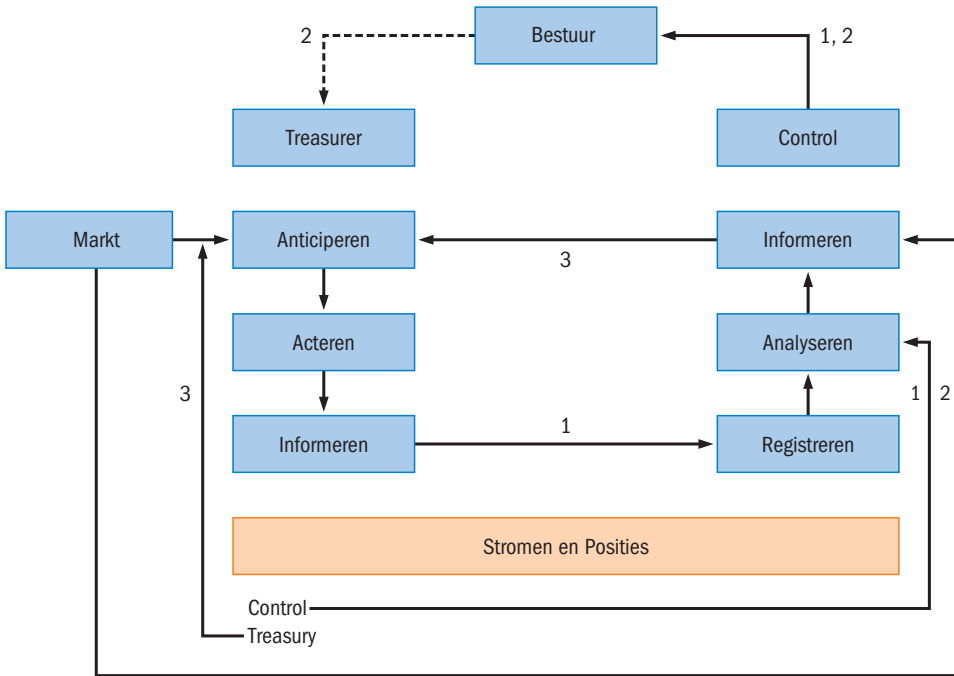 Bestuur
2
1, 2
Treasurer
Control
Markt
Anticiperen
Informeren
3
Acteren
Analyseren
3
1
2
Informeren
1
Registreren
Stromen en Posities
Control
Treasury